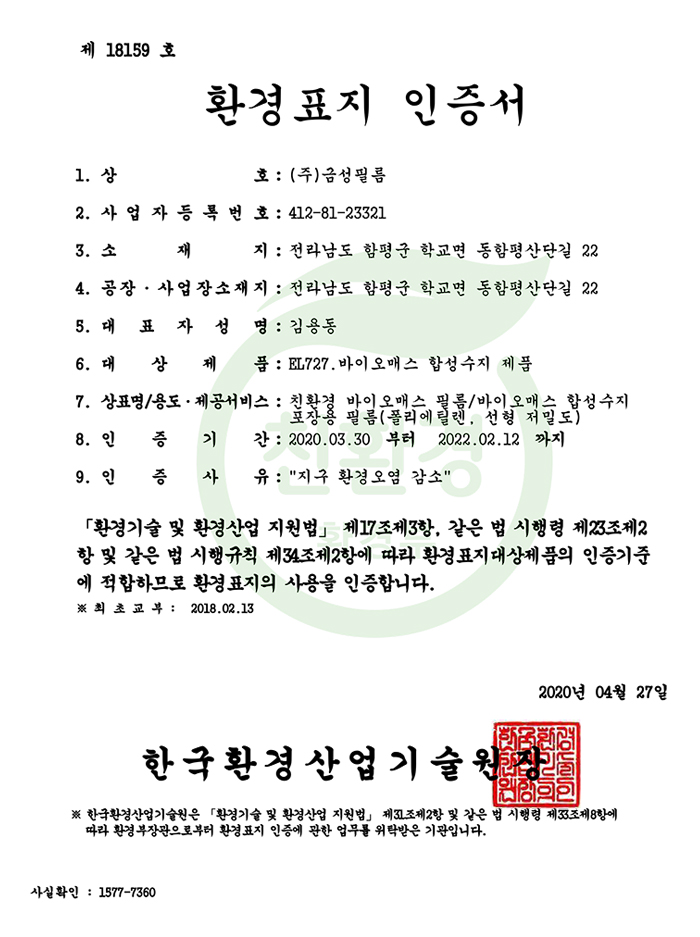 제 18159 호
환경표지 인증서
1. 상 호 : (주)금성필름
2. 사 업 자 등 록 번 호 : 412-81-23321
3. 소 재 지 : 전라남도 함평군 학교면 동함평산단길 22
4. 공장 · 사업장소재지 : 전라남도 함평군 학교면 동함평산단길 22
5. 대 표 자 성 명 : 김용동
6. 대 상 제 품 : EL727.바이오매스 합성수지 제품
7. 상표명/용도 · 제공서비스 : 친환경 바이오매스 필름/바이오매스 합성수지
포장용 필름(폴리에틸렌, 선형 저밀도)
8. 인 증 기 간 : 2020.03.30 부터 2022.02.12 까지
9. 인 증 사 유 : "지구 환경오염 감소"
친환경
환경부
「환경기술 및 환경산업 지원법」 제17조제3항, 같은 법 시행령 제23조제2
항 및 같은 법 시행규칙 제34조제2항에 따라 환경표지대상제품의 인증기준
에 적합하므로 환경표지의 사용을 인증합니다.
※ 최 초 교 부 : 2018.02.13
2020년 04월 27일
한국환경산업기술원장
※ 한국환경산업기술원은 「환경기술 및 환경산업 지원법」 제31조제2항 및 같은 법 시행령 제33조제8항에
따라 환경부장관으로부터 환경표지 인증에 관한 업무를 위탁받은 기관입니다.
사실확인 : 1577-7360